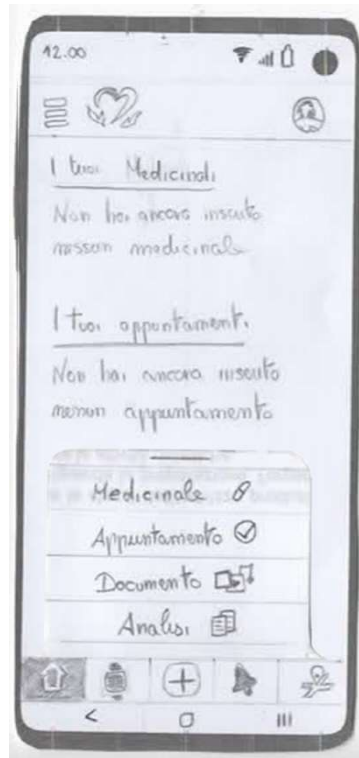 12.00
I tuoi Medicinali
Non hai ancora inserito
nessun medicinale
I tuoi appuntamenti
Non hai ancora inserito
nessun appuntamento
Medicinale
Appuntamento
Documento
Analisi